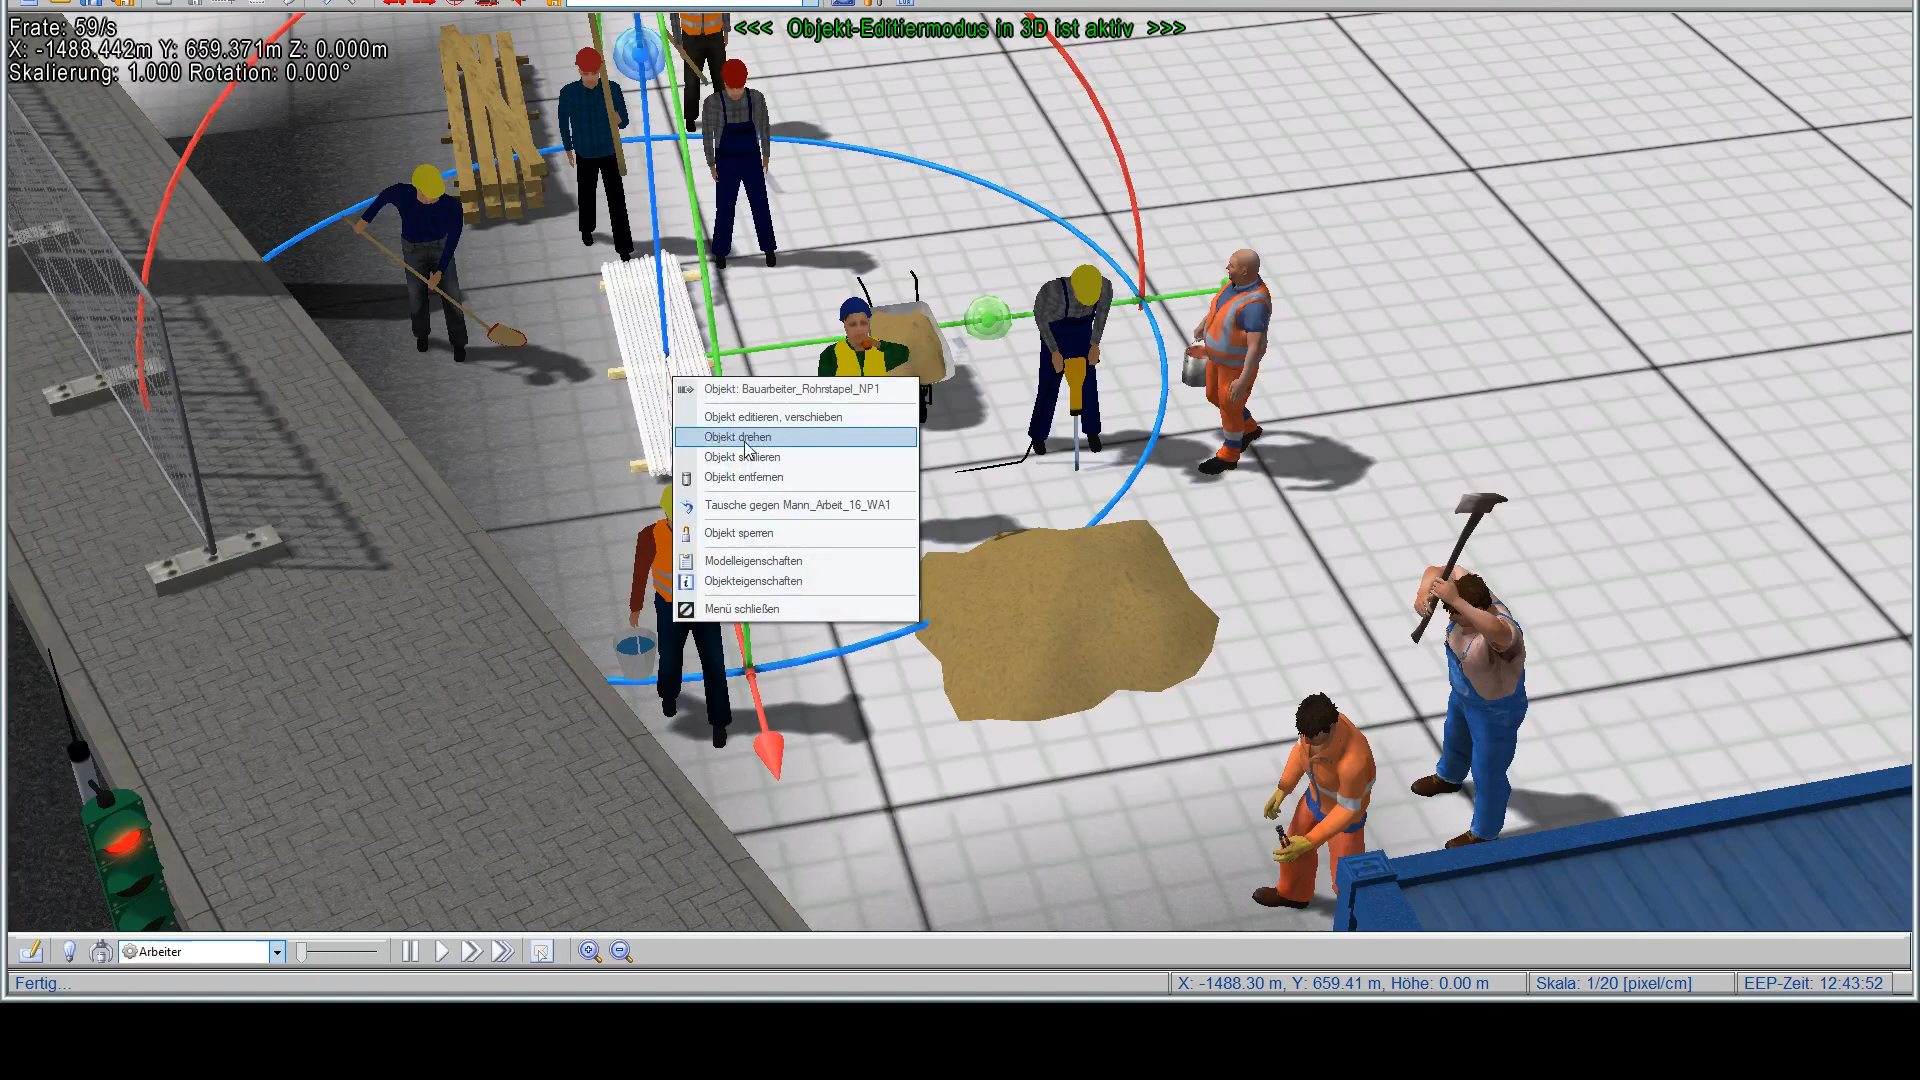 Frate: 59/s
X: -1488.442m Y: 659.371m Z: 0.000m
Skalierung: 1.000 Rotation: 0.000°
<<< Objekt-Editiermodus in 3D ist aktiv >>>
Objekt: Bauarbeiter_Rohrstapel_NP1
Objekt editieren, verschieben
Objekt drehen
Objekt skalieren
Objekt entfernen
Tausche gegen Mann_Arbeit_16_WA1
Objekt sperren
Modelleigenschaften
Objekteigenschaften
Menü schließen
Arbeiter
Fertig...
X: -1488.30 m, Y: 659.41 m, Höhe: 0.00 m
Skala: 1/20 [pixel/cm]
EEP-Zeit: 12:43:52